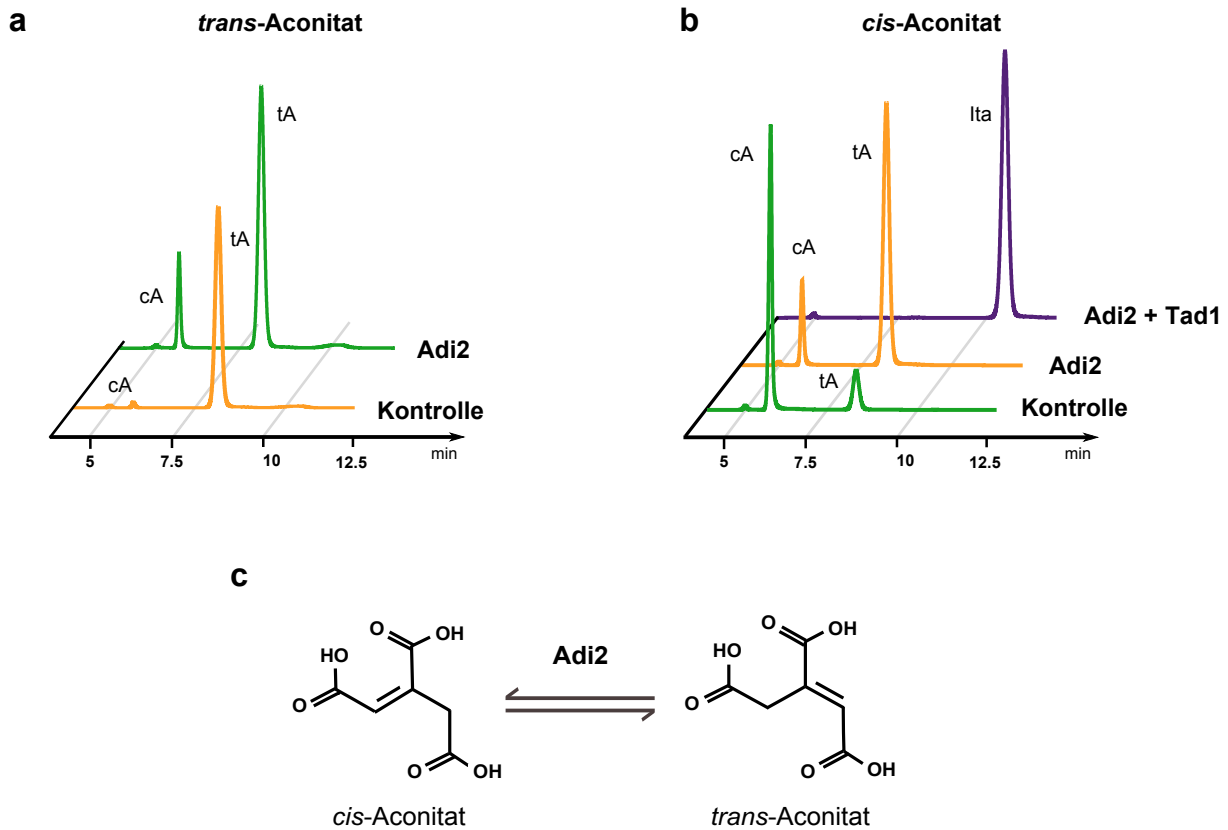 a
trans-Aconitat
tA
tA
cA
Adi2
cA
Kontrolle
min
5
7.5
10
12.5
b
cis-Aconitat
Ita
cA
tA
cA
Adi2 + Tad1
Adi2
tA
Kontrolle
min
5
7.5
10
12.5
c
O
OH
HO
O
O
OH
cis-Aconitat
Adi2
O
OH
HO
O
O
OH
trans-Aconitat